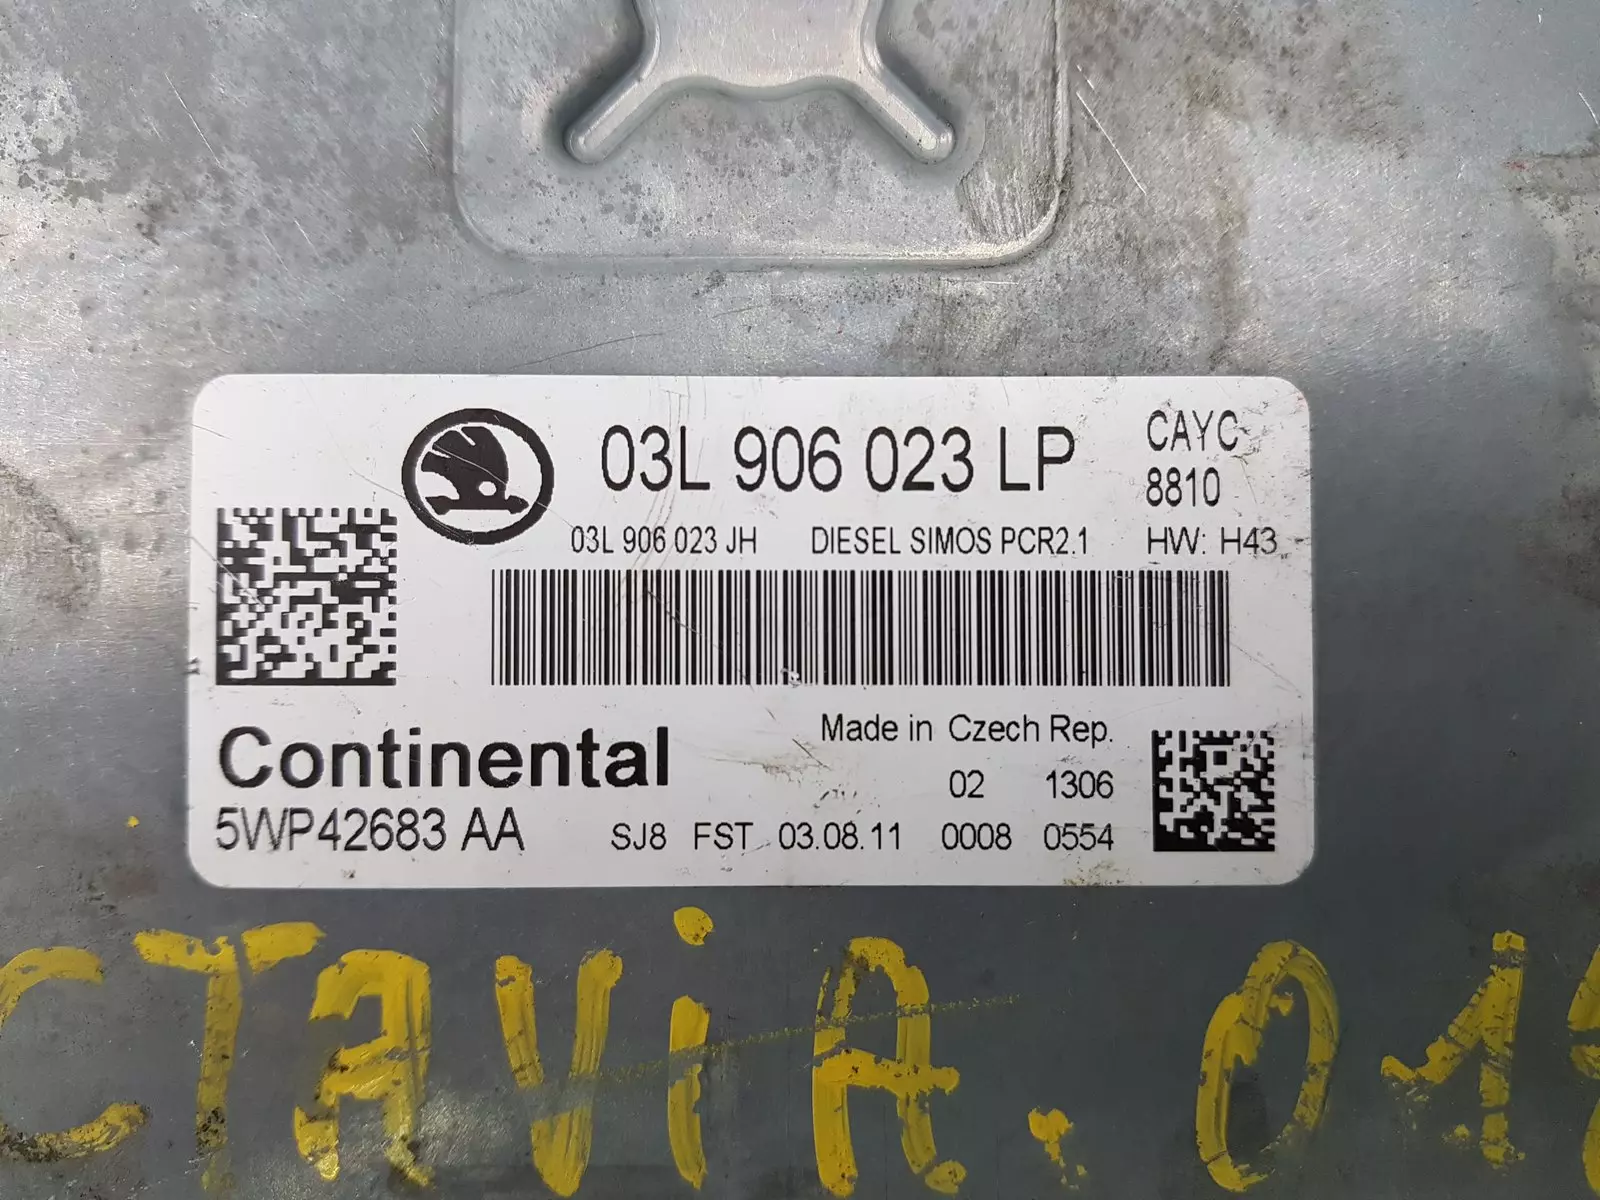 03L 906 023 LP CAYC
8810
03L 906 023 JH DIESEL SIMOS PCR2.1 HW: H43
Made in Czech Rep.
Continental
02 1306
5WP42683 AA SJ8 FST 03.08.11 0008 0554
CTAViA. 01